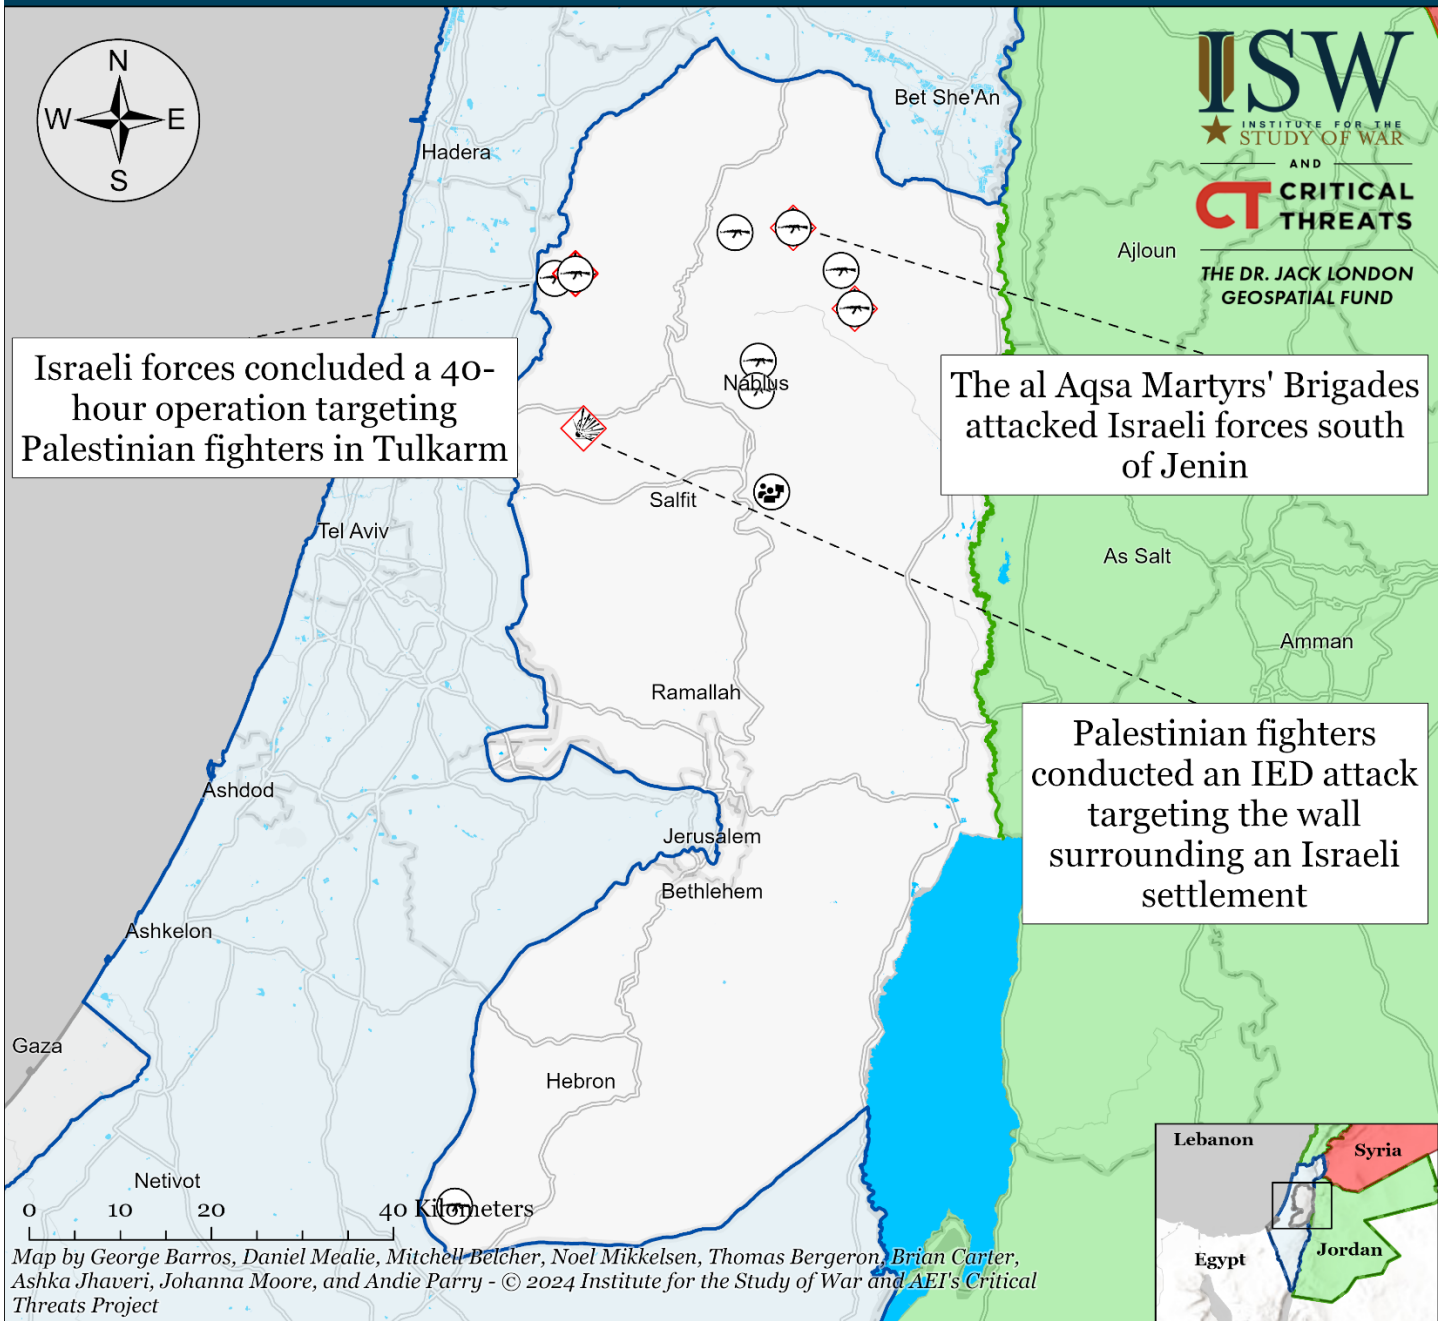 N
W
E
S
ISW
INSTITUTE FOR THE
STUDY OF WAR
AND
CT CRITICAL
THREATS
THE DR. JACK LONDON
GEOSPATIAL FUND
Bet She'An
Hadera
Ajloun
Israeli forces concluded a 40-
hour operation targeting
Palestinian fighters in Tulkarm
The al Aqsa Martyrs' Brigades
attacked Israeli forces south
of Jenin
Nablus
Salfit
Tel Aviv
As Salt
Amman
Ramallah
Palestinian fighters
conducted an IED attack
targeting the wall
surrounding an Israeli
settlement
Ashdod
Jerusalem
Bethlehem
Ashkelon
Gaza
Hebron
Netivot
0 10 20 40 Kilometers
Lebanon
Syria
Egypt
Jordan
Map by George Barros, Daniel Mealie, Mitchell Belcher, Noel Mikkelsen, Thomas Bergeron, Brian Carter,
Ashka Jhaveri, Johanna Moore, and Andie Parry - © 2024 Institute for the Study of War and AEI's Critical
Threats Project